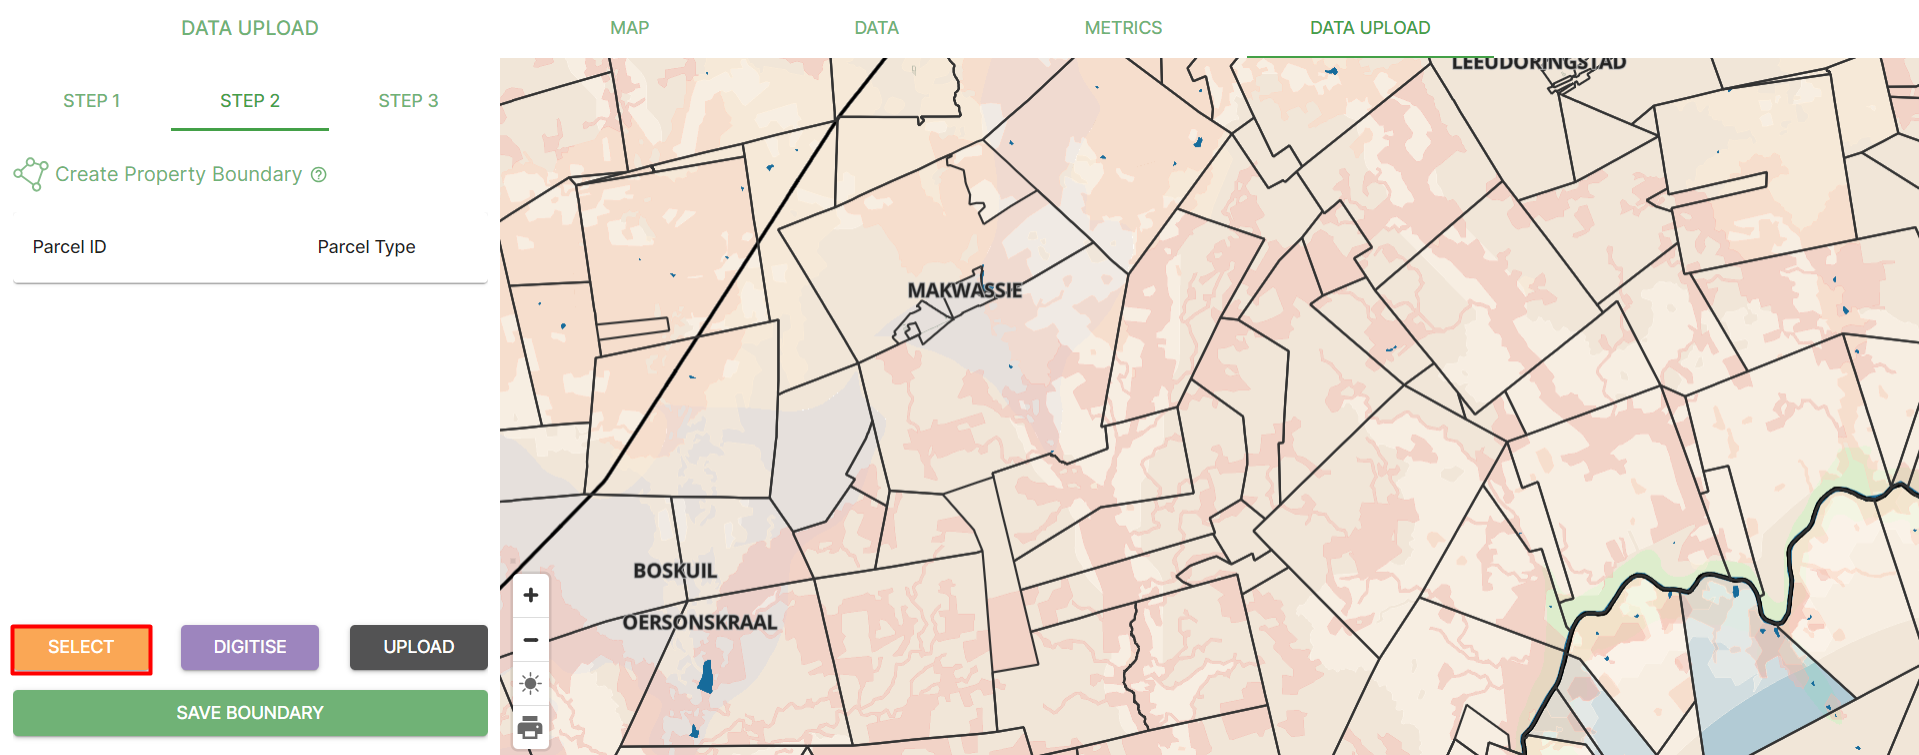 DATA UPLOAD
MAP
DATA
METRICS
DATA UPLOAD
STEP 1
STEP 2
STEP 3
Create Property Boundary
Parcel ID
Parcel Type
SELECT
DIGITISE
UPLOAD
SAVE BOUNDARY
LEEUDORINGSTAD
MAKWASSIE
BOSKUIL
OERSONSKRAAL